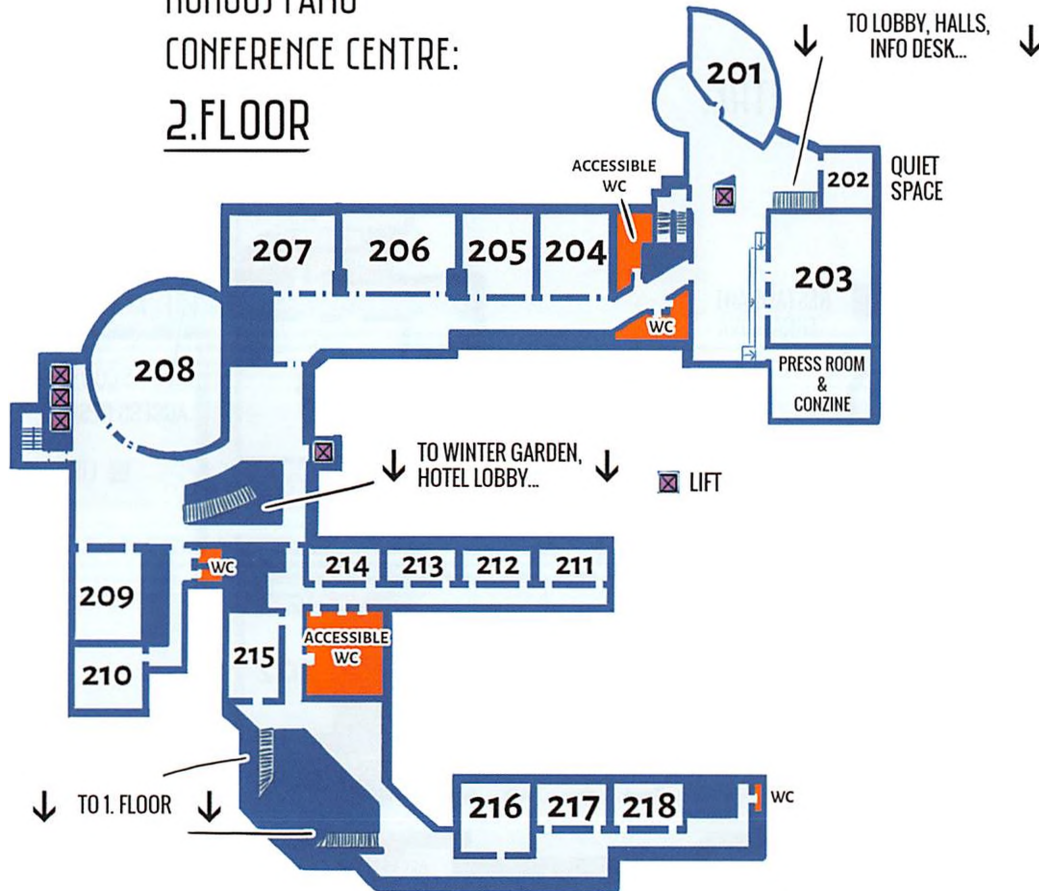 CONFERENCE CENTRE:
2.FLOOR
TO LOBBY, HALLS,
INFO DESK...
201
ACCESSIBLE
WC
202
QUIET
SPACE
207
206
205
204
203
WC
208
PRESS ROOM
&
CONZINE
TO WINTER GARDEN,
HOTEL LOBBY...
LIFT
WC
214
213
212
211
209
ACCESSIBLE
WC
215
210
TO 1. FLOOR
216
217
218
WC